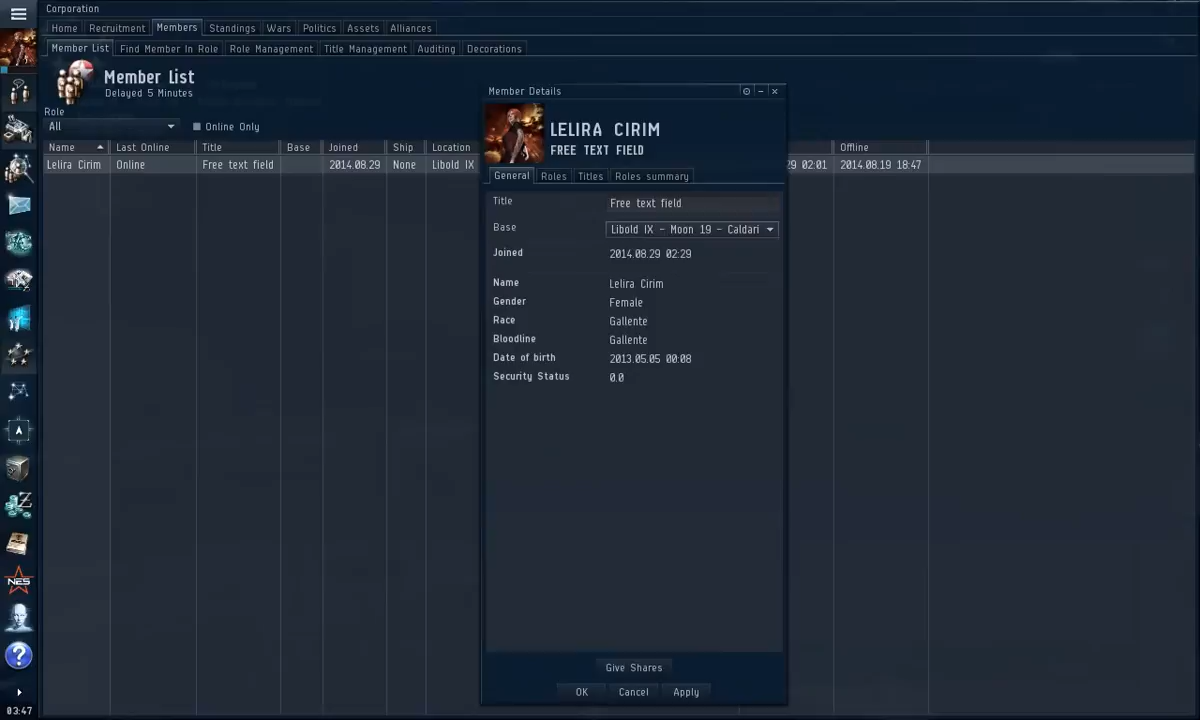 Corporation
Home Recruitment Members Standings Wars Politics Assets Alliances
Member List Find Member In Role Role Management Title Management Auditing Decorations
Member List
Delayed 5 Minutes
Role
All Online Only
Name Last Online Title Base Joined Ship Location Offline
Lelira Cirim Online Free text field 2014.08.29 None Libold IX 29 02:01 2014.08.19 18:47
Member Details
LELIRA CIRIM
FREE TEXT FIELD
General Roles Titles Roles summary
Title Free text field
Base Libold IX - Moon 19 - Caldari
Joined 2014.08.29 02:29
Name Lelira Cirim
Gender Female
Race Gallente
Bloodline Gallente
Date of birth 2013.05.05 00:08
Security Status 0.0
Give Shares
OK Cancel Apply
Z
NES
?
03:47